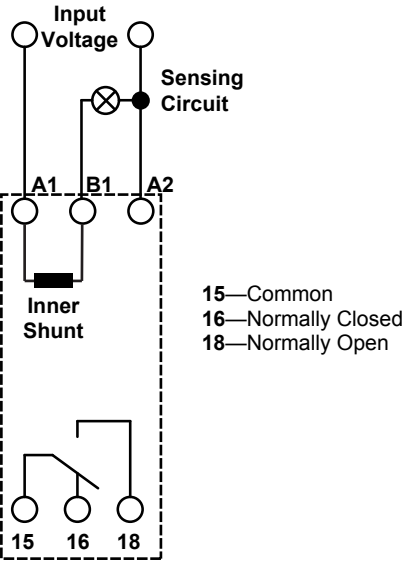 Input
Voltage
Sensing
Circuit
A1 B1 A2
Inner
Shunt
15—Common
16—Normally Closed
18—Normally Open
15 16 18